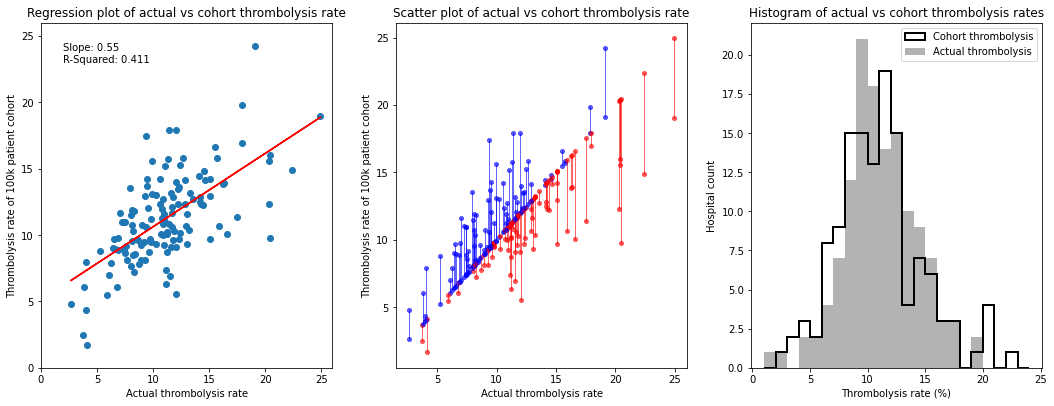 Regression plot of actual vs cohort thrombolysis rate
Slope: 0.55
R-Squared: 0.411
Thrombolysis rate of 100k patient cohort
25
20
15
10
5
0
0 5 10 15 20 25
Actual thrombolysis rate
Scatter plot of actual vs cohort thrombolysis rate
Thrombolysis rate of 100k patient cohort
25
20
15
10
5
5 10 15 20 25
Actual thrombolysis rate
Histogram of actual vs cohort thrombolysis rates
Cohort thrombolysis
Actual thrombolysis
Hospital count
20.0
17.5
15.0
12.5
10.0
7.5
5.0
2.5
0.0
0 5 10 15 20 25
Thrombolysis rate (%)